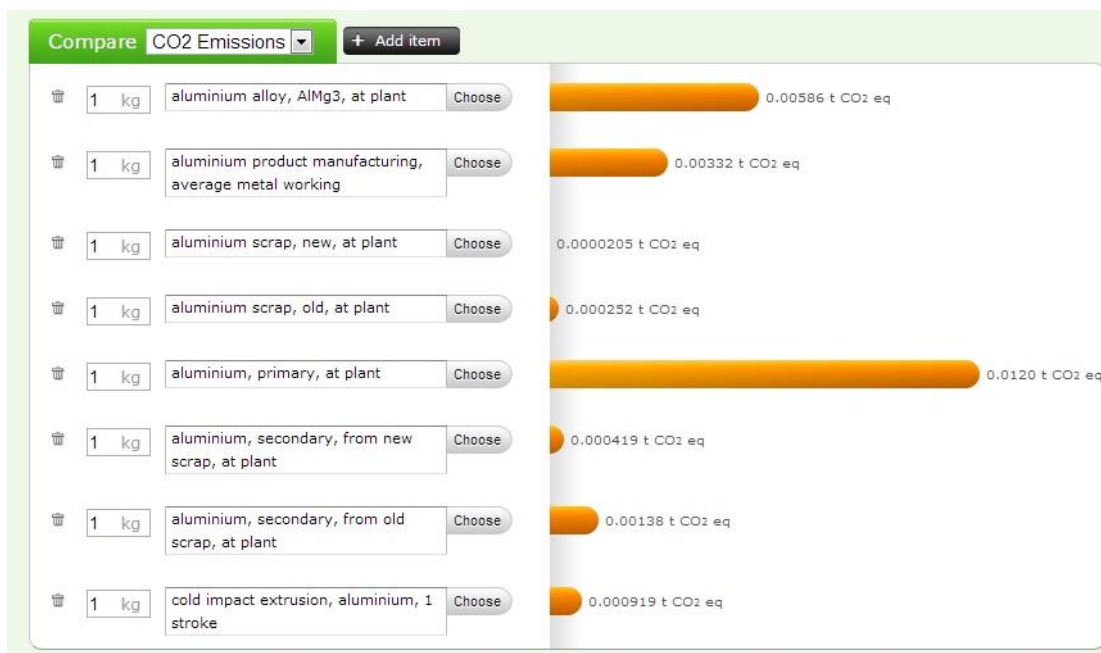 Compare CO2 Emissions + Add item
1 kg aluminium alloy, AlMg3, at plant Choose 0.00586 t CO2 eq
1 kg aluminium product manufacturing, Choose 0.00332 t CO2 eq
average metal working
1 kg aluminium scrap, new, at plant Choose 0.0000205 t CO2 eq
1 kg aluminium scrap, old, at plant Choose 0.000252 t CO2 eq
1 kg aluminium, primary, at plant Choose 0.0120 t CO2 eq
1 kg aluminium, secondary, from new Choose 0.000419 t CO2 eq
scrap, at plant
1 kg aluminium, secondary, from old Choose 0.00138 t CO2 eq
scrap, at plant
1 kg cold impact extrusion, aluminium, 1 Choose 0.000919 t CO2 eq
stroke